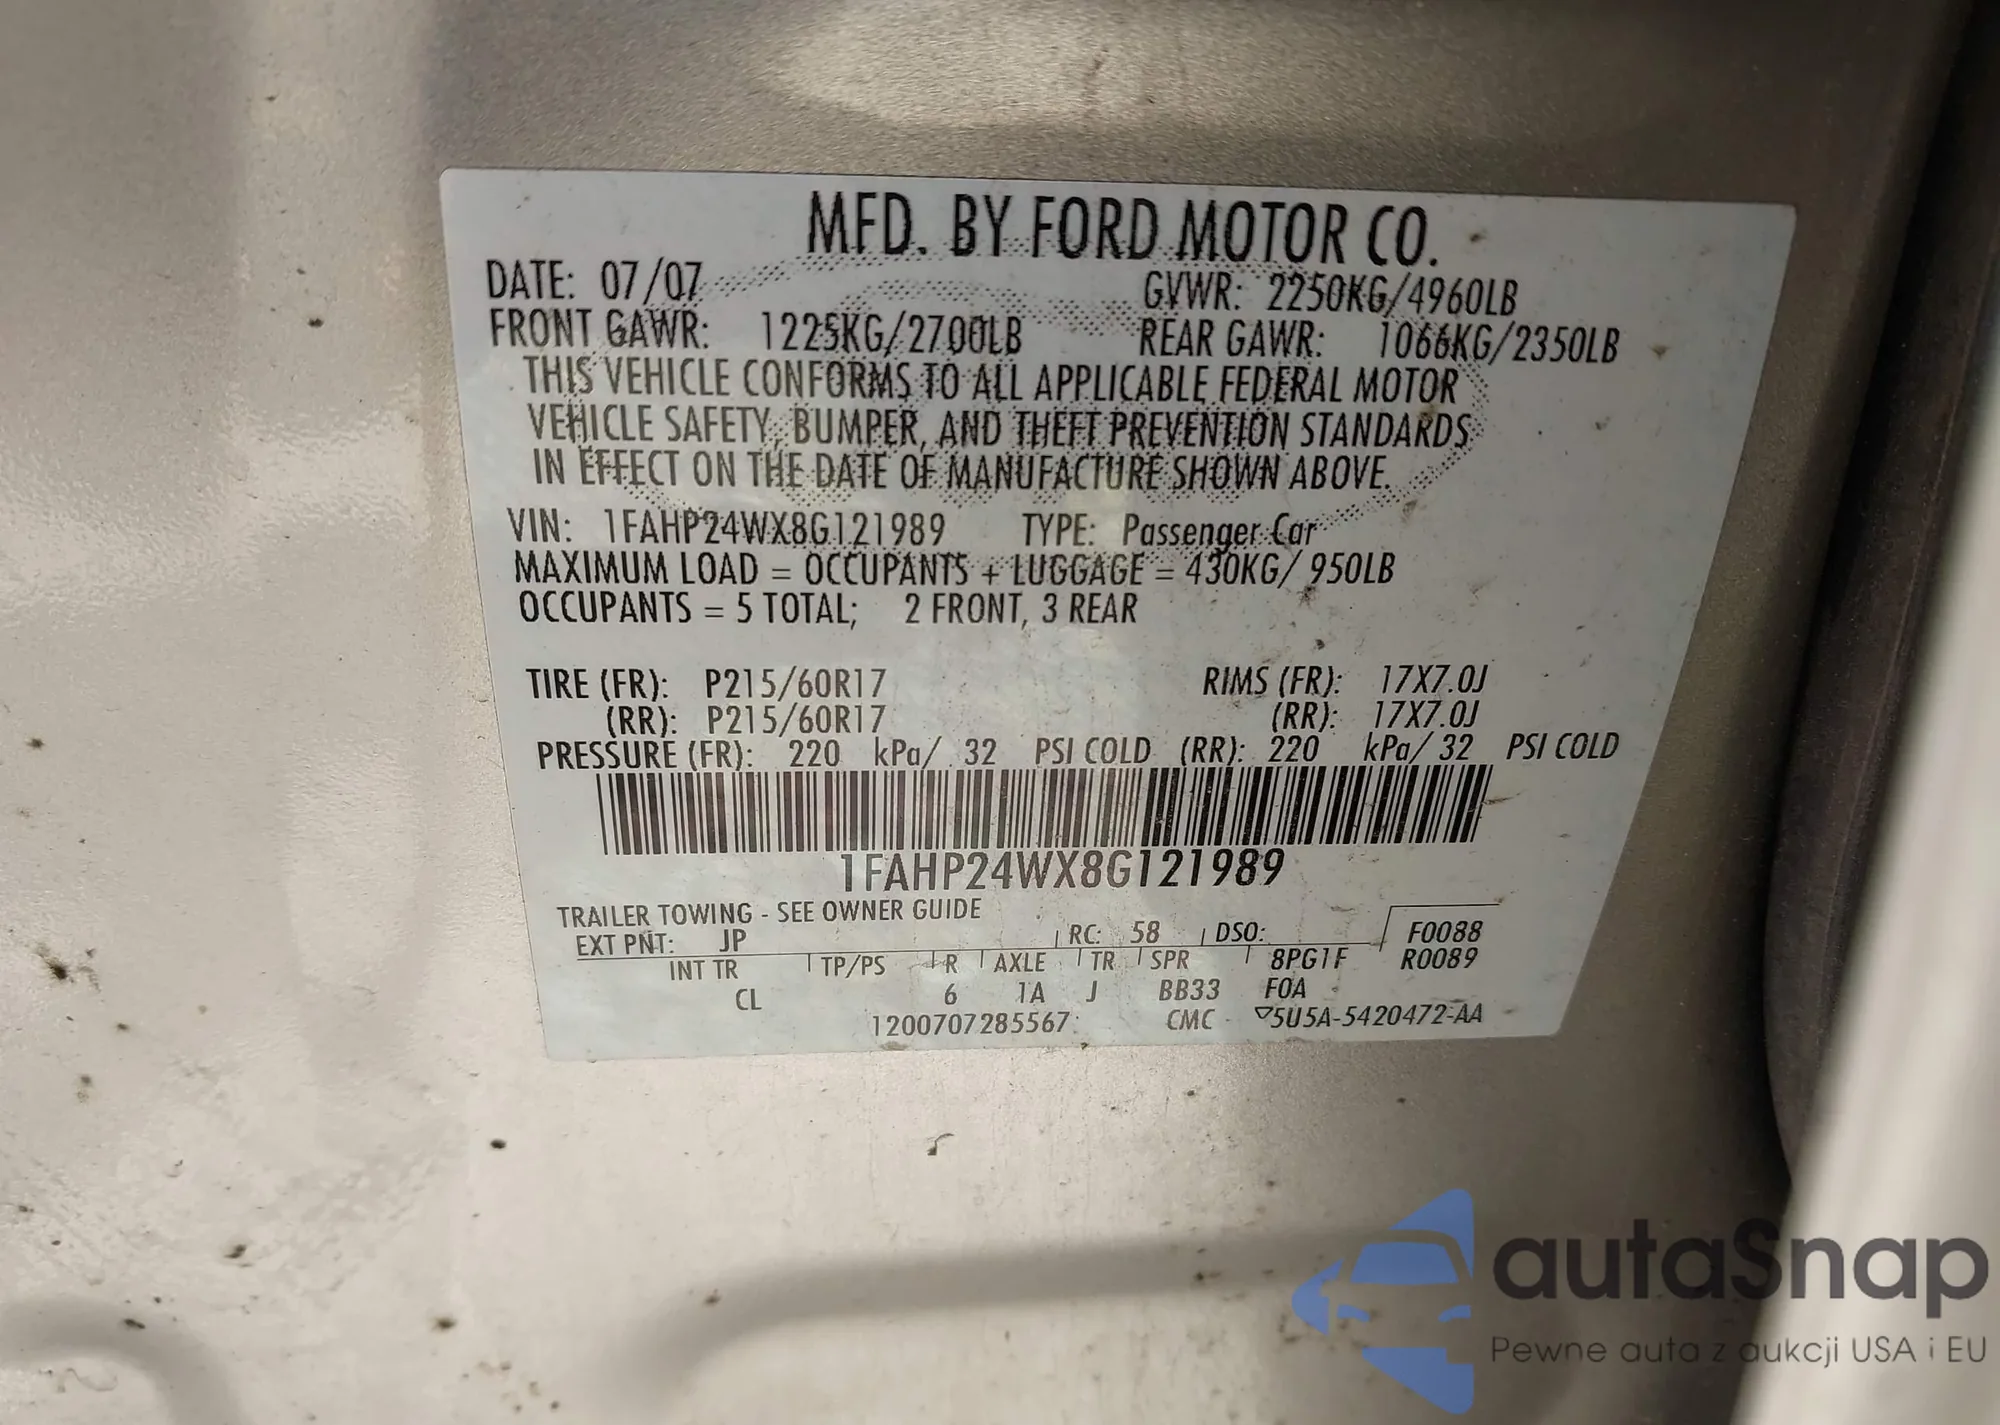 MFD. BY FORD MOTOR CO.
DATE: 07/07 GVWR: 2250KG/4960LB
FRONT GAWR: 1225KG/2700LB REAR GAWR: 1066KG/2350LB
THIS VEHICLE CONFORMS TO ALL APPLICABLE FEDERAL MOTOR
VEHICLE SAFETY, BUMPER, AND THEFT PREVENTION STANDARDS
IN EFFECT ON THE DATE OF MANUFACTURE SHOWN ABOVE.
VIN: 1FAHP24WX8G121989 TYPE: Passenger Car
MAXIMUM LOAD = OCCUPANTS + LUGGAGE = 430KG/ 950LB
OCCUPANTS = 5 TOTAL; 2 FRONT, 3 REAR
TIRE (FR): P215/60R17 RIMS (FR): 17X7.0J
(RR): P215/60R17 (RR): 17X7.0J
PRESSURE (FR): 220 kPa/ 32 PSI COLD (RR): 220 kPa/ 32 PSI COLD
1FAHP24WX8G121989
TRAILER TOWING - SEE OWNER GUIDE
EXT PNT: JP RC: 58 DSO: F0088
INT TR TP/PS R AXLE TR SPR 8PG1F R0089
CL 6 1A J BB33 F0A
1200707285567 CMC ▽5U5A-5420472-AA
autaSnap
Pewne auta z aukcji USA i EU